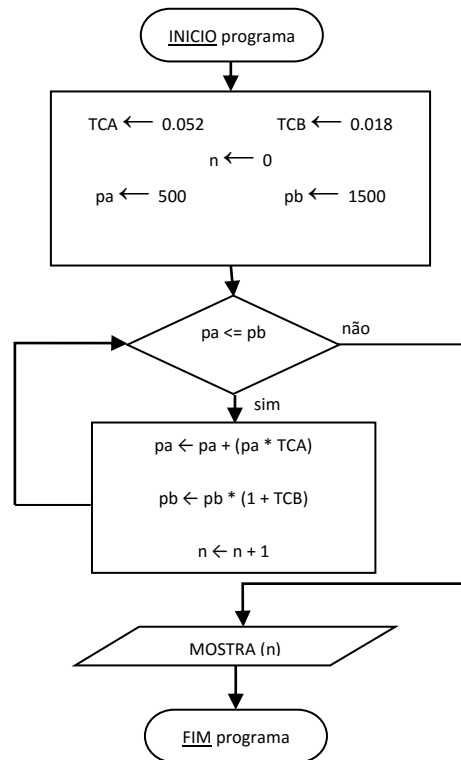 INICIO programa
TCA ← 0.052 TCB ← 0.018
n ← 0
pa ← 500 pb ← 1500
pa <= pb
não
sim
pa ← pa + (pa * TCA)
pb ← pb * (1 + TCB)
n ← n + 1
MOSTRA (n)
FIM programa